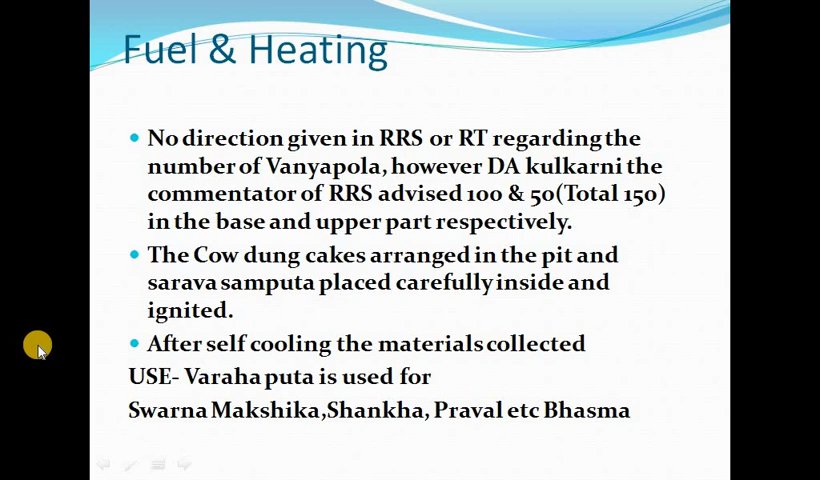 Fuel & Heating
No direction given in RRS or RT regarding the
number of Vanyapola, however DA kulkarni the
commentator of RRS advised 100 & 50(Total 150)
in the base and upper part respectively.
The Cow dung cakes arranged in the pit and
sarava samputa placed carefully inside and
ignited.
After self cooling the materials collected
USE- Varaha puta is used for
Swarna Makshika,Shankha, Praval etc Bhasma